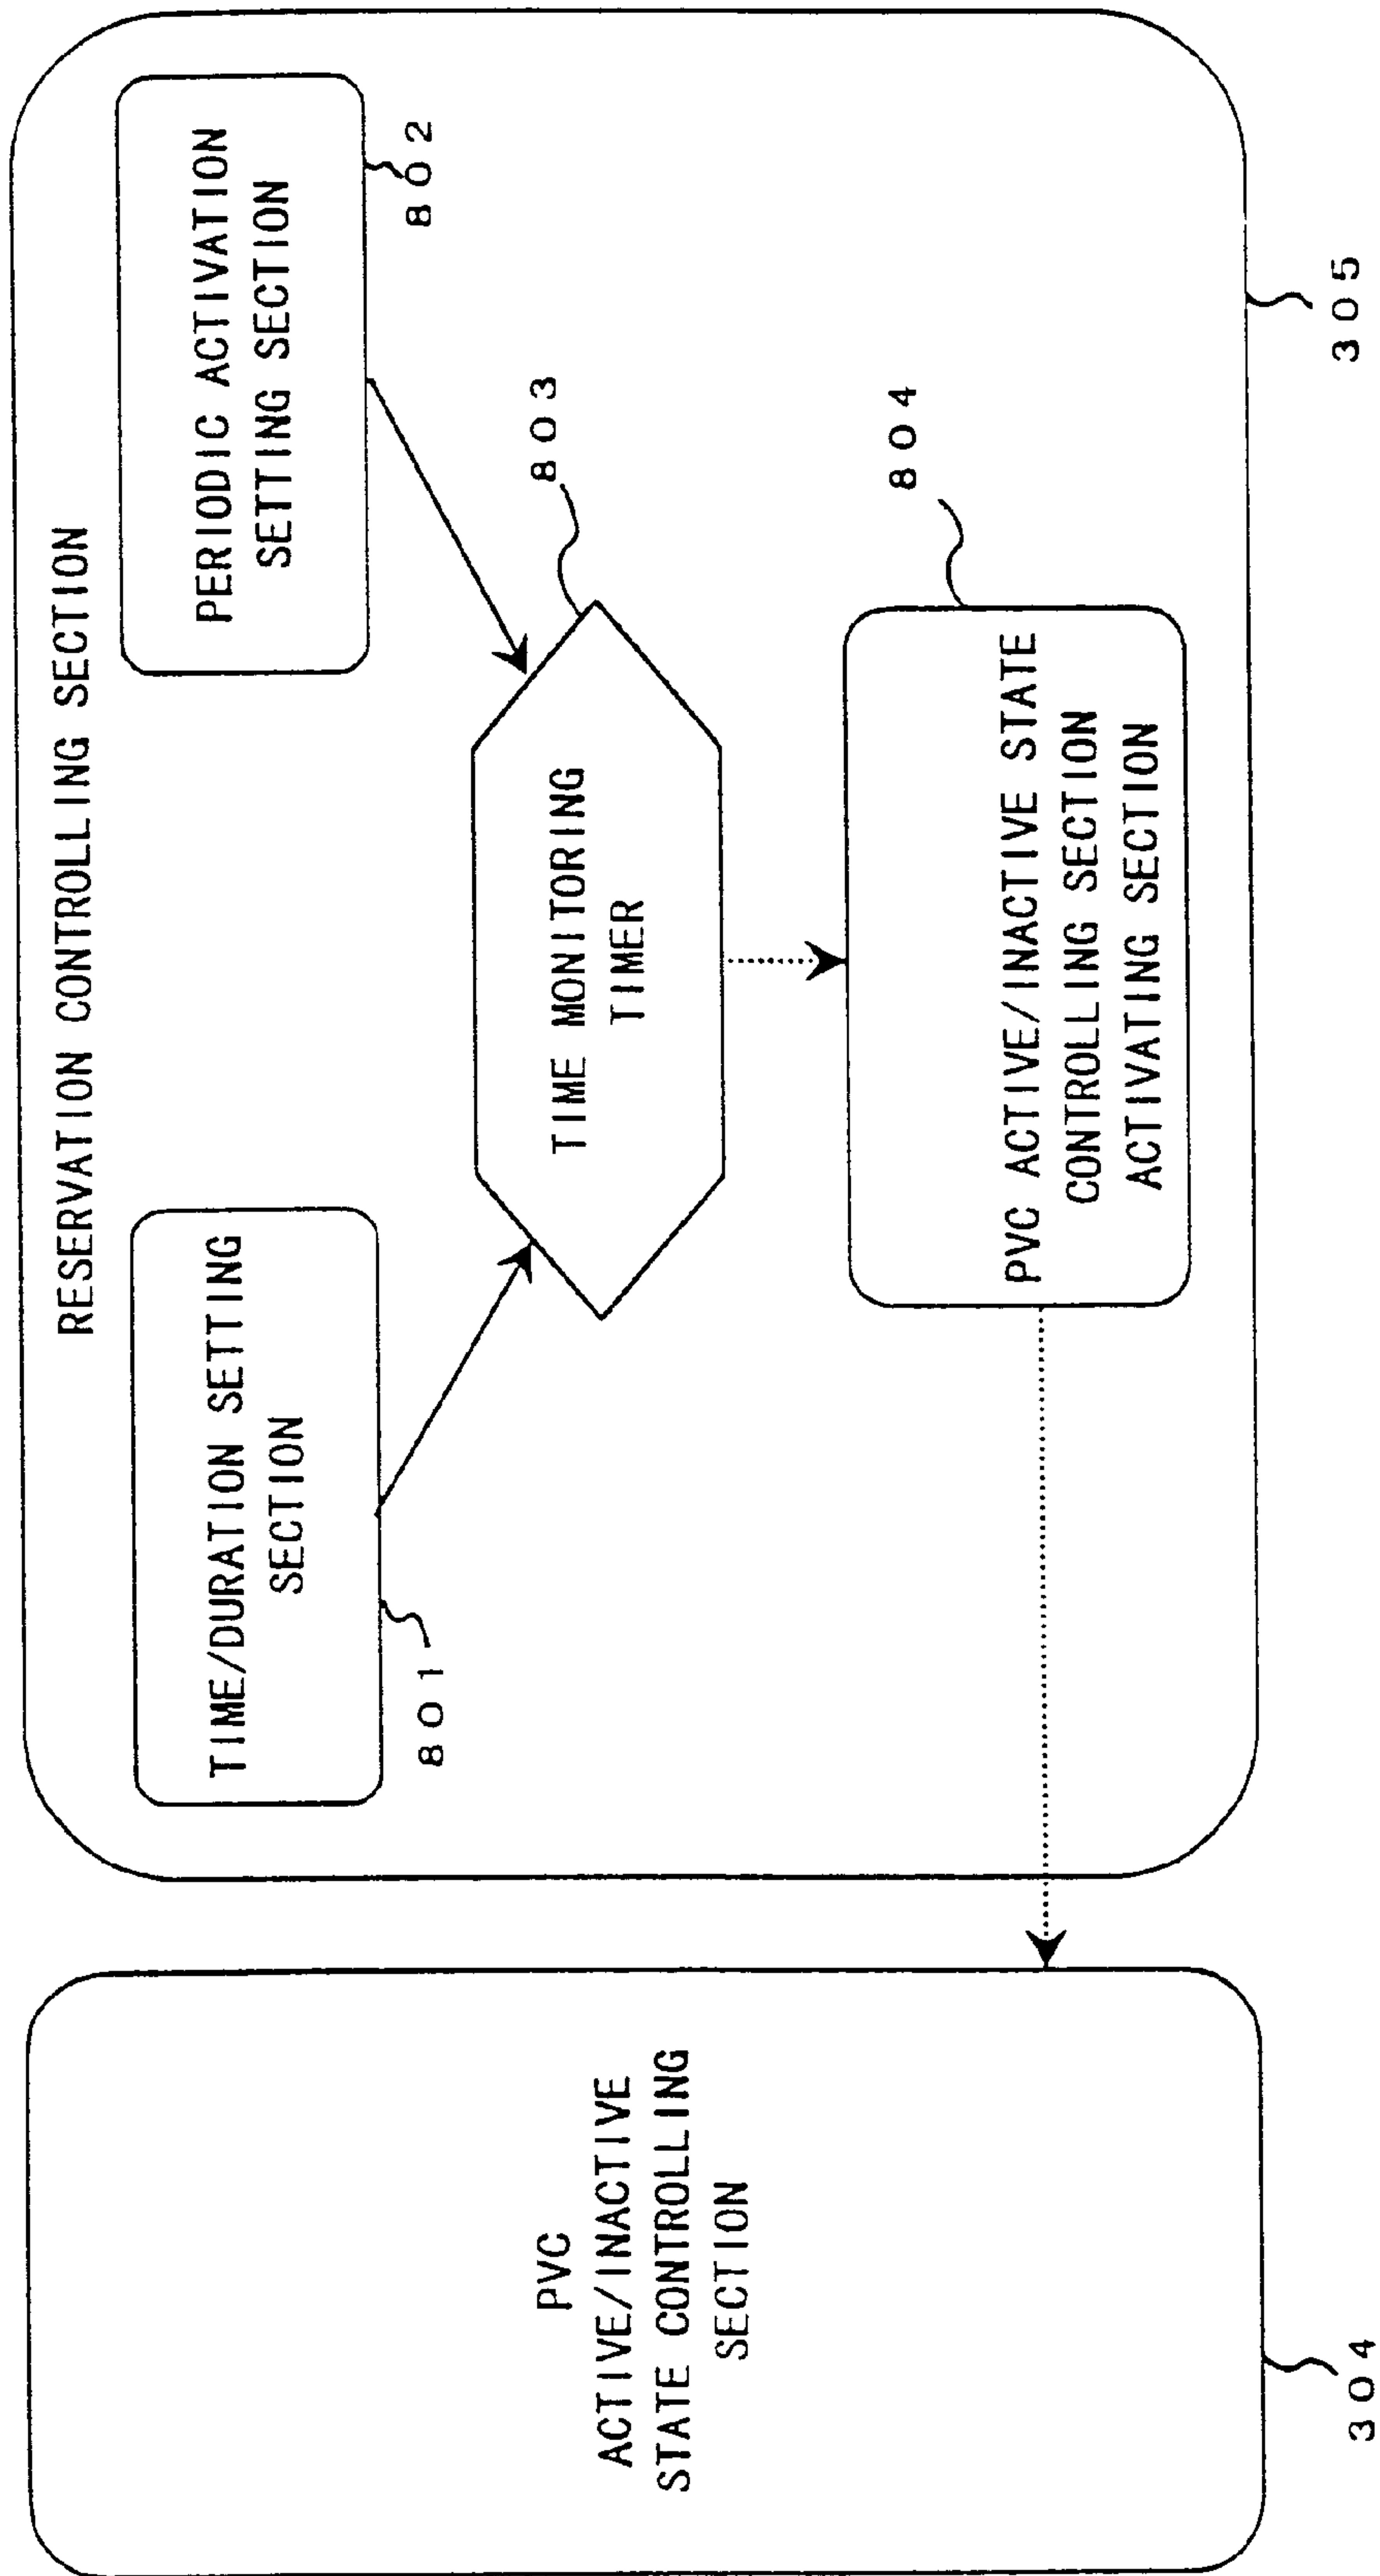 RESERVATION CONTROLLING SECTION
TIME/DURATION SETTING
SECTION
801
PERIODIC ACTIVATION
SETTING SECTION
802
TIME MONITORING
TIMER
803
PVC ACTIVE/INACTIVE STATE
CONTROLLING SECTION
ACTIVATING SECTION
804
305
PVC
ACTIVE/INACTIVE
STATE CONTROLLING
SECTION
304